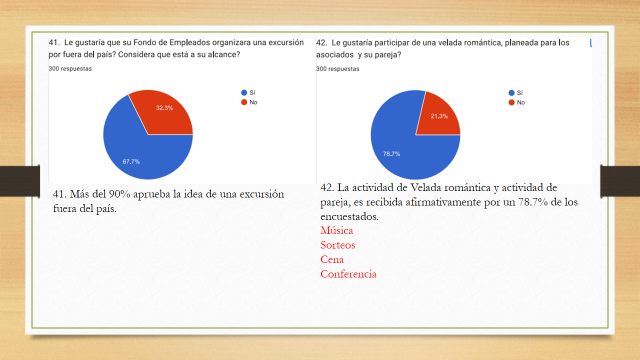 41. Le gustaría que su Fondo de Empleados organizara una excursión
por fuera del país? Considera que está a su alcance?
300 respuestas
Sí
No
32.3%
67.7%
41. Más del 90% aprueba la idea de una excursión
fuera del país.
42. Le gustaría participar de una velada romántica, planeada para los
asociados y su pareja?
300 respuestas
Sí
No
21,3%
78.7%
42. La actividad de Velada romántica y actividad de
pareja, es recibida afirmativamente por un 78.7% de los
encuestados.
Música
Sorteos
Cena
Conferencia